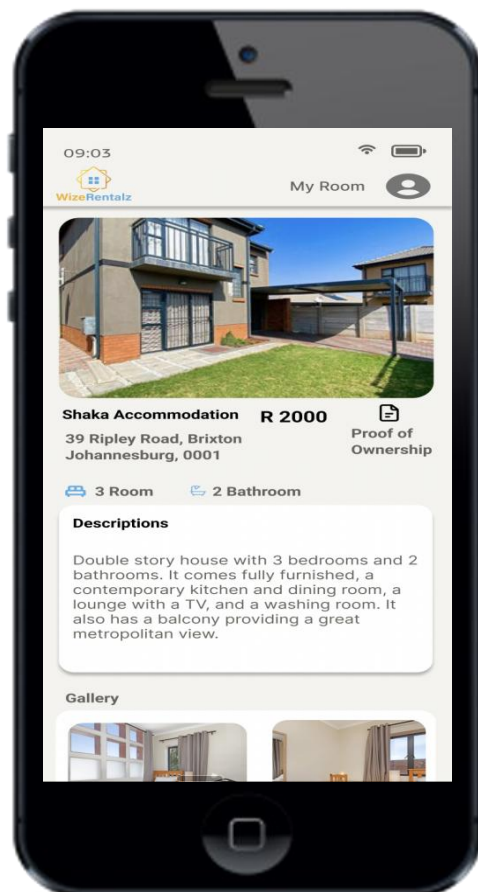 09:03
WizeRentalz
My Room
Shaka Accommodation
R 2000
39 Ripley Road, Brixton
Johannesburg, 0001
Proof of
Ownership
3 Room
2 Bathroom
Descriptions
Double story house with 3 bedrooms and 2
bathrooms. It comes fully furnished, a
contemporary kitchen and dining room, a
lounge with a TV, and a washing room. It
also has a balcony providing a great
metropolitan view.
Gallery